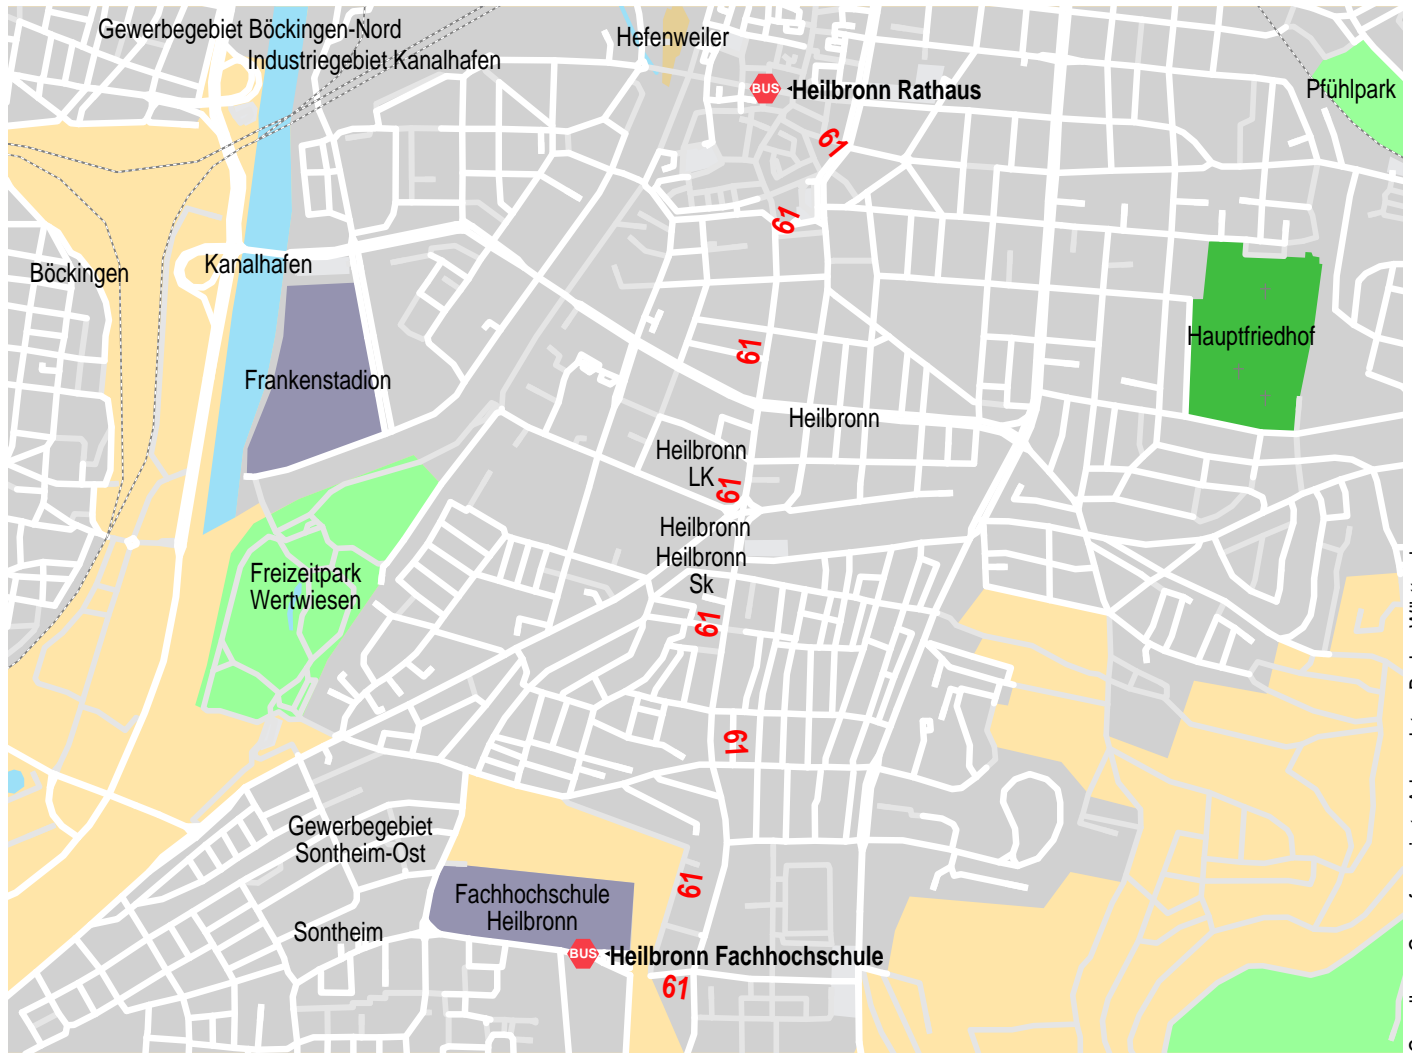 Gewerbegebiet Böckingen-Nord
Industriegebiet Kanalhafen
Hefenweiler
BUS
Heilbronn Rathaus
Pfühlpark
61
61
Böckingen
Kanalhafen
Hauptfriedhof
61
Frankenstadion
Heilbronn
Heilbronn
LK
61
Heilbronn
Heilbronn
Sk
Freizeitpark
Wertwiesen
61
61
Gewerbegebiet
Sontheim-Ost
61
Fachhochschule
Heilbronn
Sontheim
BUS
Heilbronn Fachhochschule
61